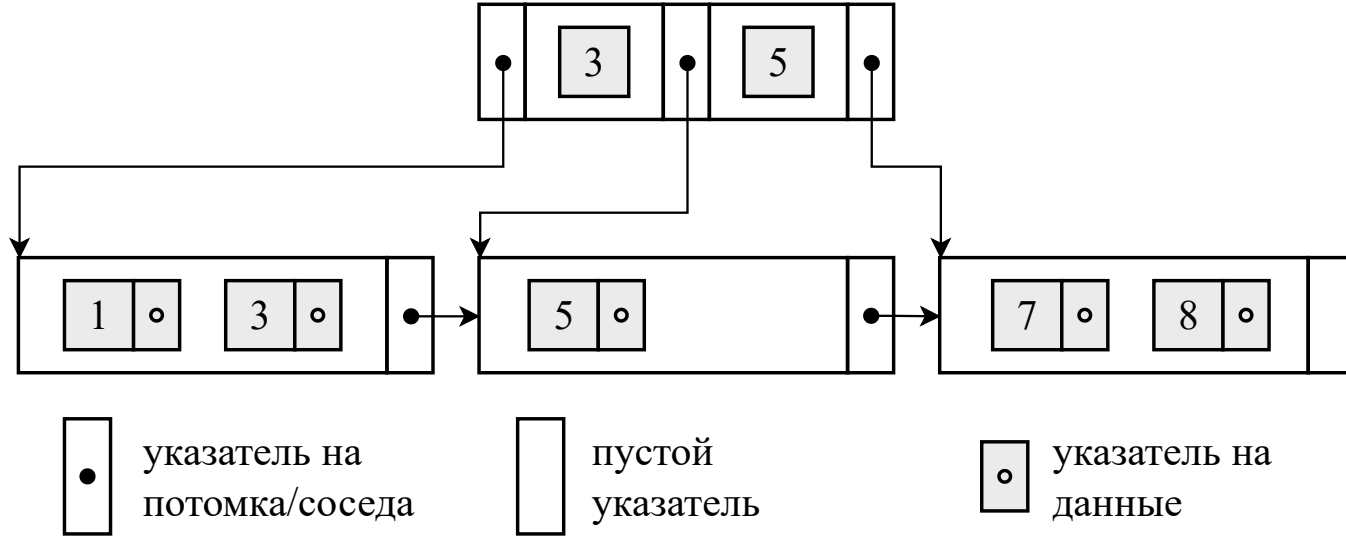 3 5
1 3 5 7 8
указатель на
потомка/соседа
пустой
указатель
указатель на
данные